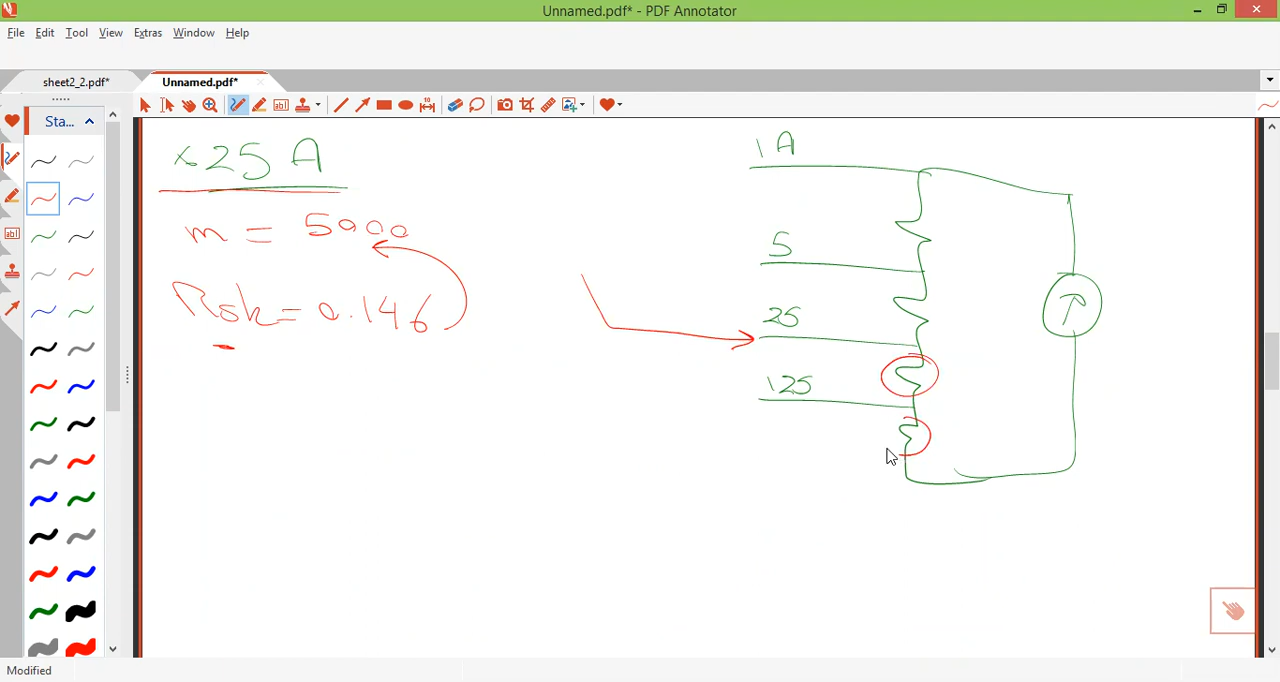 Unnamed.pdf* - PDF Annotator
File Edit Tool View Extras Window Help
sheet2_2.pdf* Unnamed.pdf*
Sta...
x25 A
m = 5000
Rsh = 0.146
1A
5
25
125
Modified